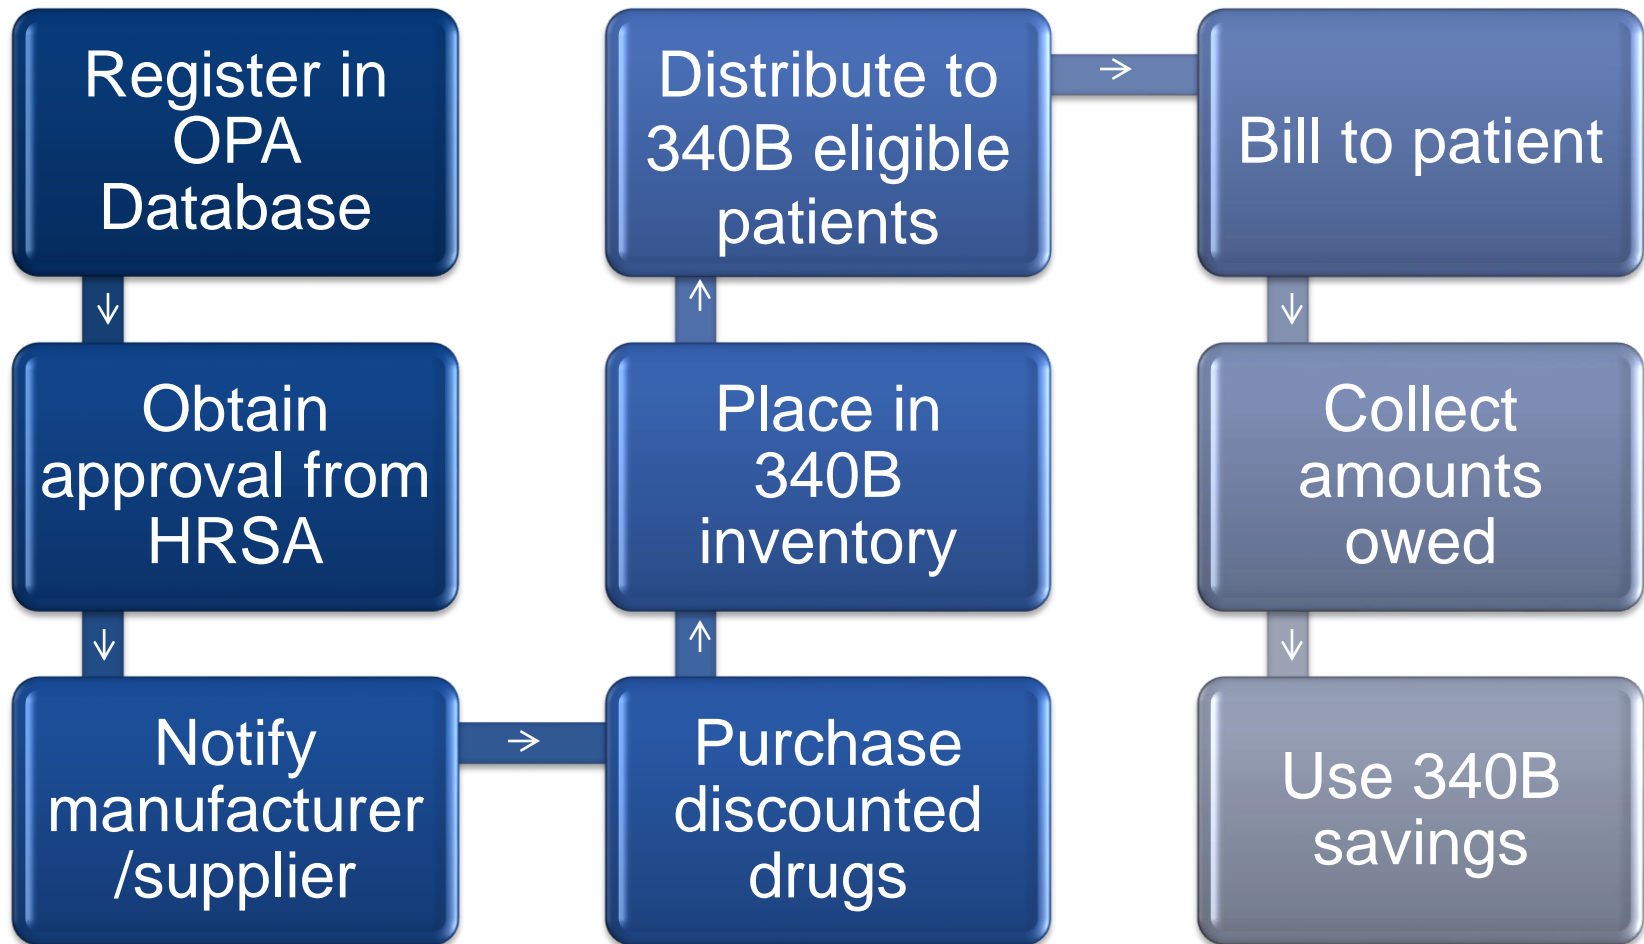 Register in
OPA
Database
Obtain
approval from
HRSA
Notify
manufacturer
/supplier
Purchase
discounted
drugs
Place in
340B
inventory
Distribute to
340B eligible
patients
Bill to patient
Collect
amounts
owed
Use 340B
savings